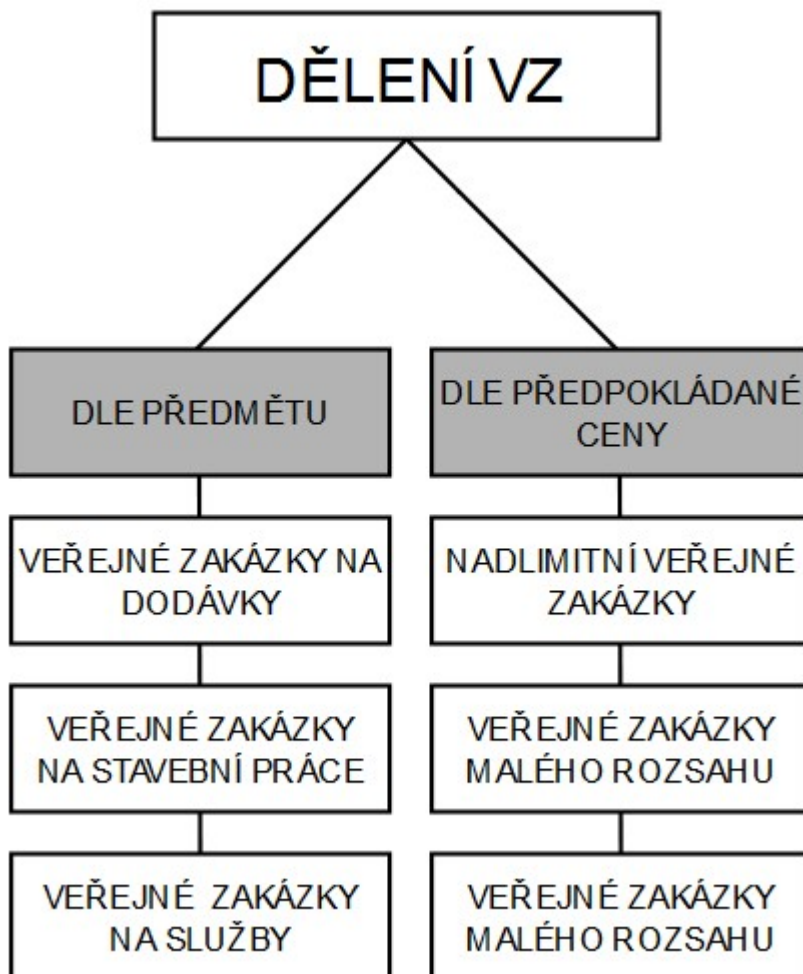 DĚLENÍ VZ
DLE PŘEDMĚTU
VEŘEJNÉ ZAKÁZKY NA
DODÁVKY
VEŘEJNÉ ZAKÁZKY
NA STAVEBNÍ PRÁCE
VEŘEJNÉ ZAKÁZKY
NA SLUŽBY
DLE PŘEDPOKLÁDANÉ
CENY
NADLIMITNÍ VEŘEJNÉ
ZAKÁZKY
VEŘEJNÉ ZAKÁZKY
MALÉHO ROZSAHU
VEŘEJNÉ ZAKÁZKY
MALÉHO ROZSAHU